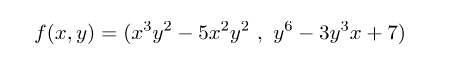 f(x, y) = (x³y² − 5x²y² , y⁶ − 3y³x + 7)